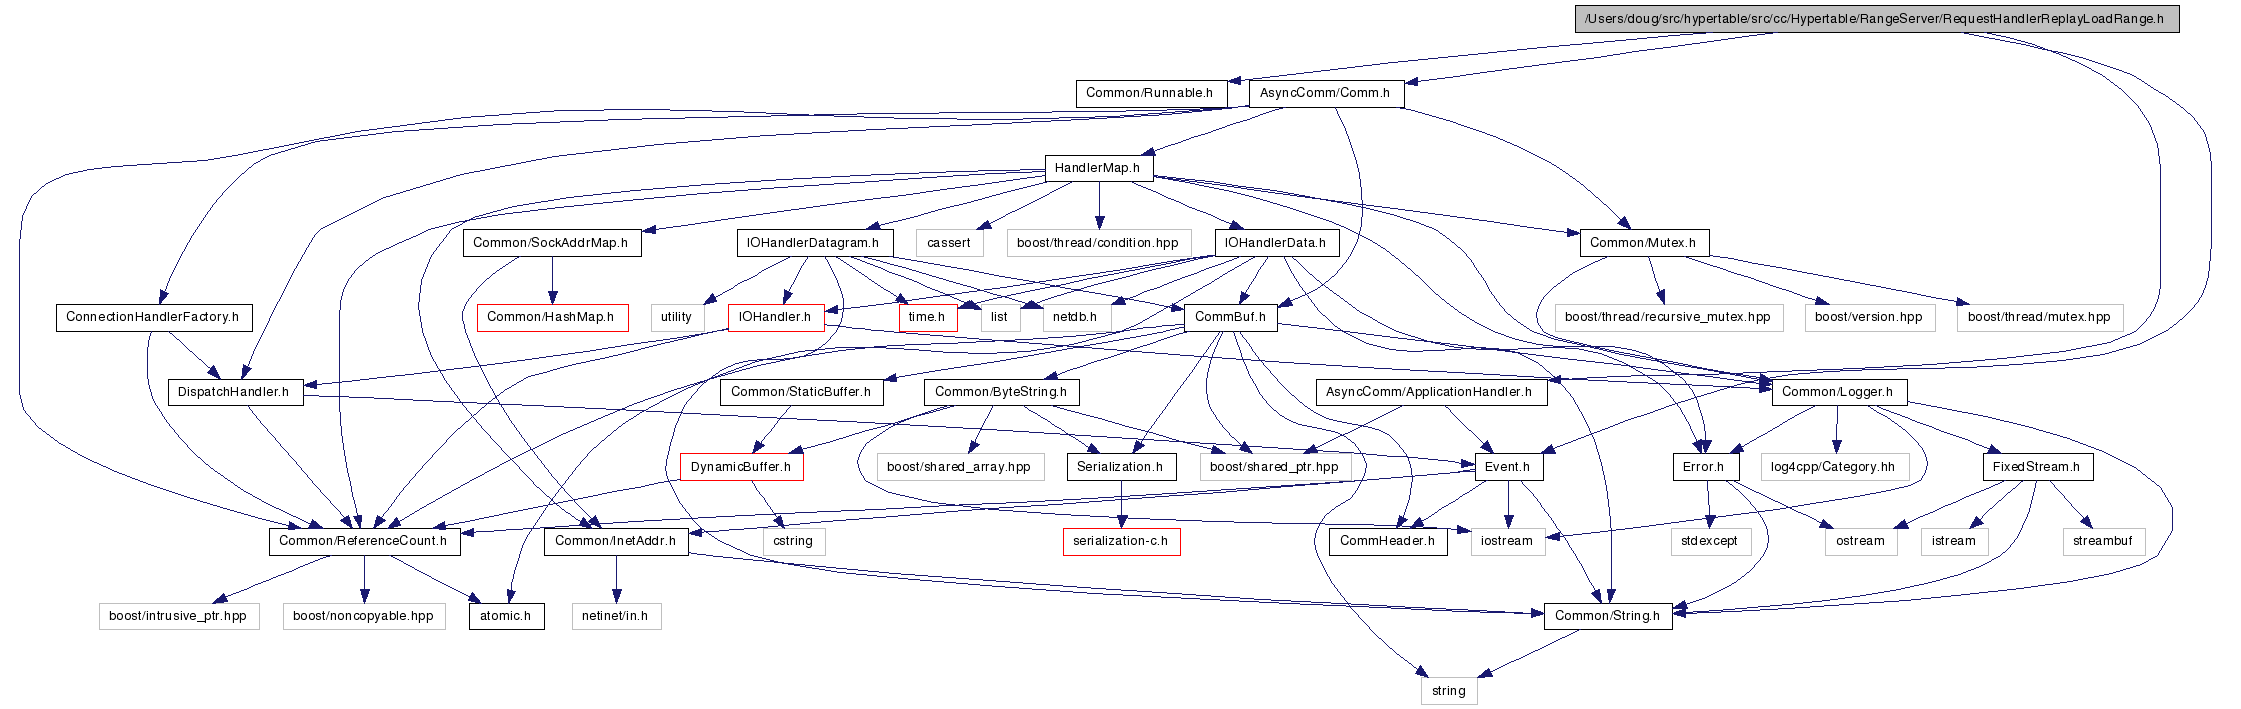 /Users/doug/src/hypertable/src/cc/Hypertable/RangeServer/RequestHandlerReplayLoadRange.h
Common/Runnable.h
AsyncComm/Comm.h
HandlerMap.h
Common/SockAddrMap.h
IOHandlerDatagram.h
cassert
boost/thread/condition.hpp
IOHandlerData.h
Common/Mutex.h
ConnectionHandlerFactory.h
Common/HashMap.h
utility
IOHandler.h
time.h
list
netdb.h
CommBuf.h
boost/thread/recursive_mutex.hpp
boost/version.hpp
boost/thread/mutex.hpp
DispatchHandler.h
Common/StaticBuffer.h
Common/ByteString.h
AsyncComm/ApplicationHandler.h
Common/Logger.h
DynamicBuffer.h
boost/shared_array.hpp
Serialization.h
boost/shared_ptr.hpp
Event.h
Error.h
log4cpp/Category.hh
FixedStream.h
Common/ReferenceCount.h
Common/InetAddr.h
cstring
serialization-c.h
CommHeader.h
iostream
stdexcept
ostream
istream
streambuf
boost/intrusive_ptr.hpp
boost/noncopyable.hpp
atomic.h
netinet/in.h
Common/String.h
string